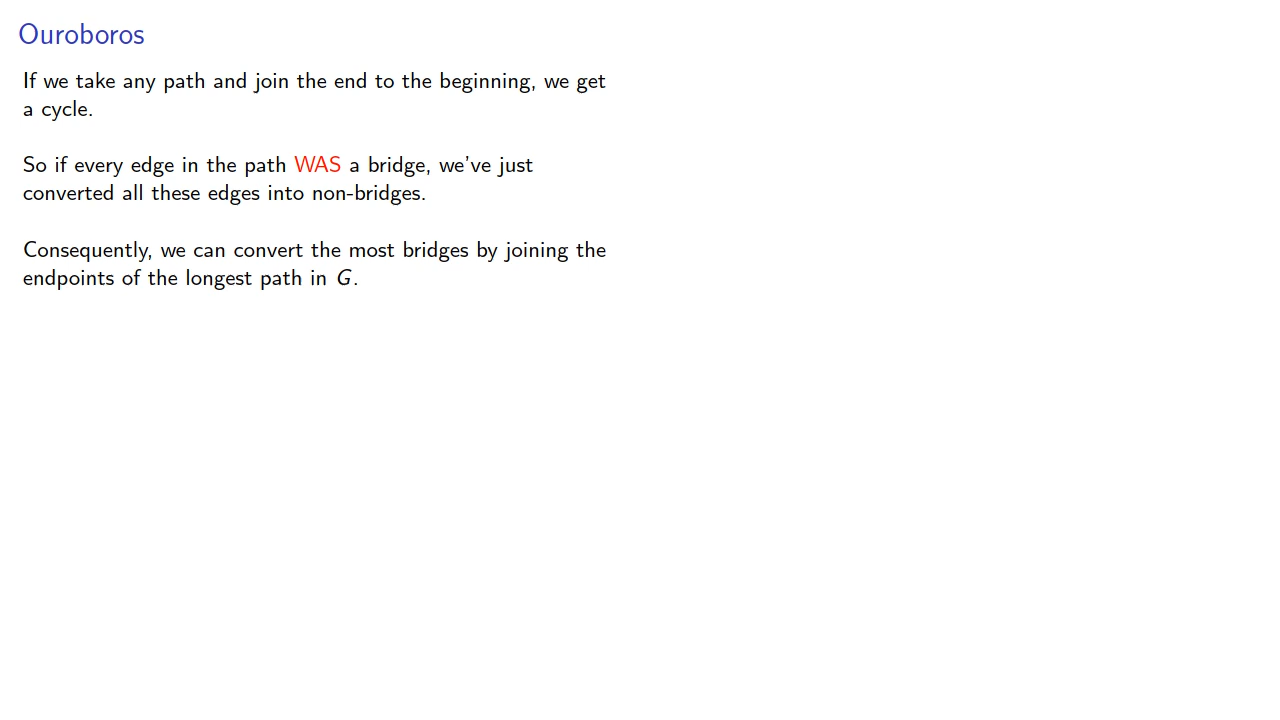 Ouroboros
If we take any path and join the end to the beginning, we get
a cycle.
So if every edge in the path WAS a bridge, we've just
converted all these edges into non-bridges.
Consequently, we can convert the most bridges by joining the
endpoints of the longest path in G.